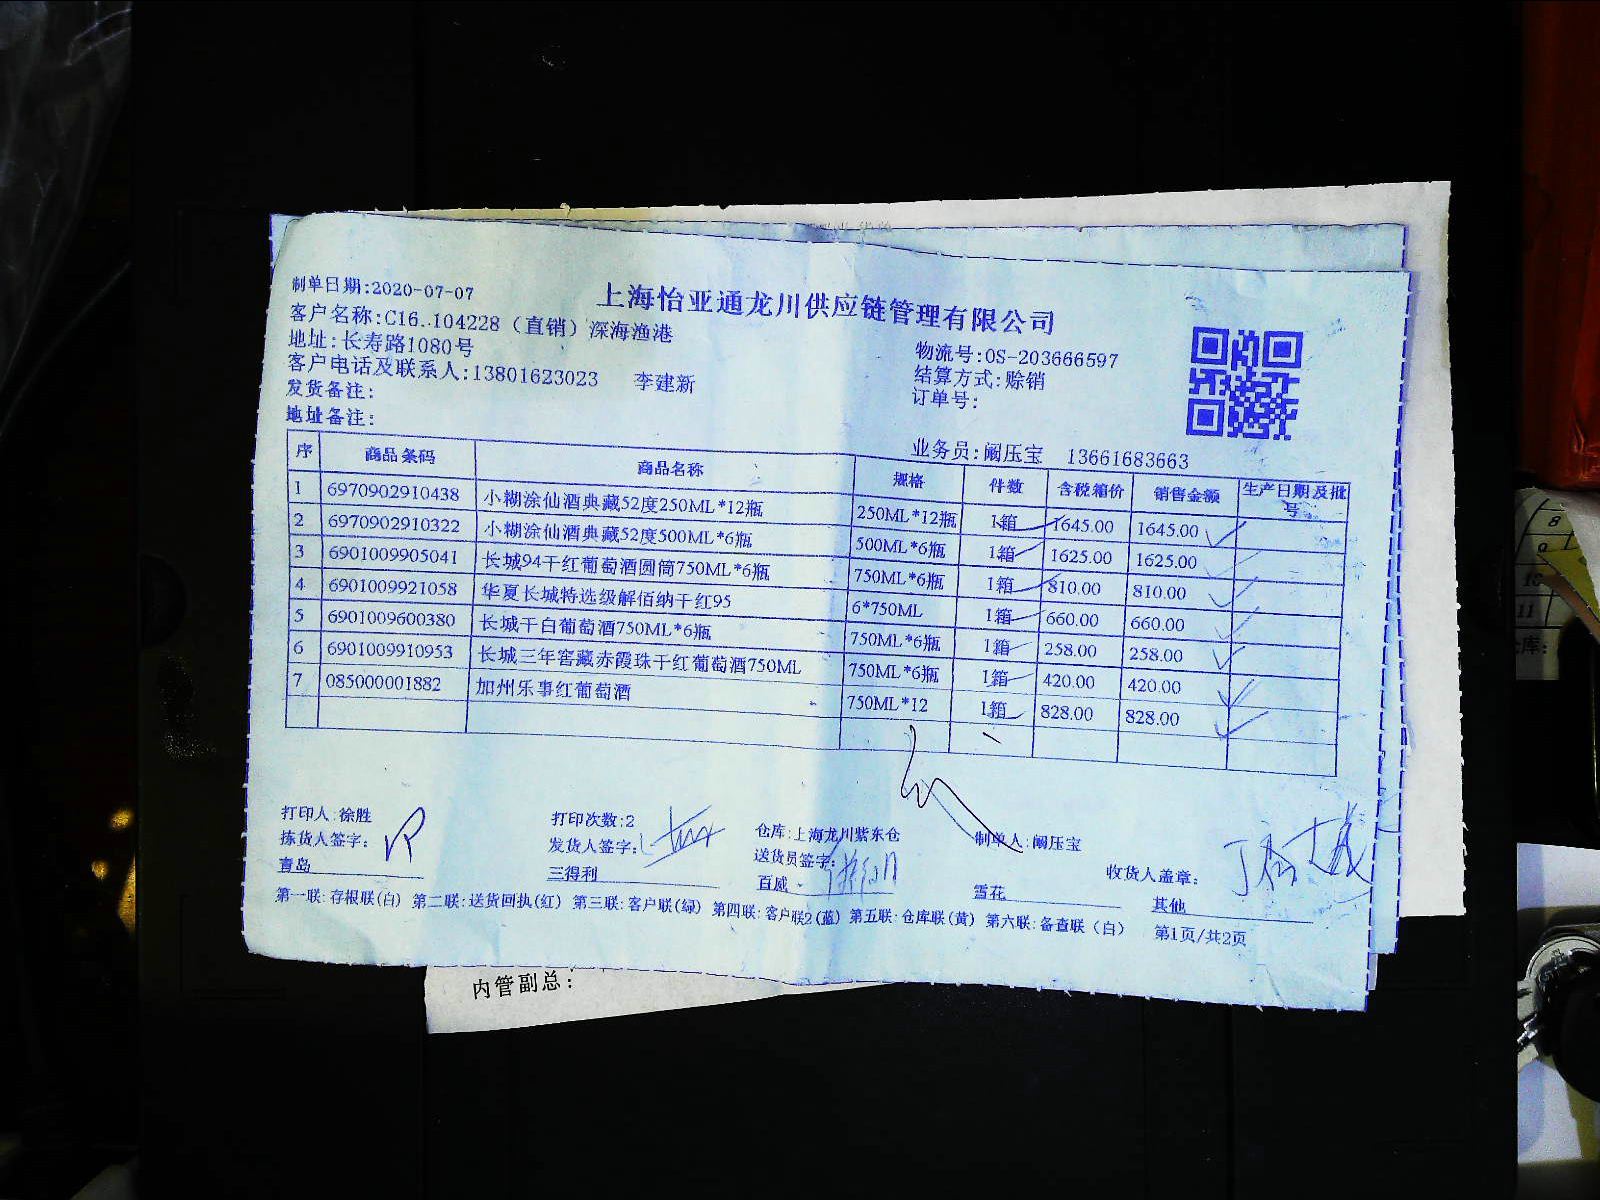 上海怡亚通龙川供应链管理有限公司
制单日期:2020-07-07
客户名称:C16..104228（直销）深海渔港
物流号:OS-203666597
地址:长寿路1080号
结算方式:赊销
客户电话及联系人:13801623023 李建新
订单号:
发货备注:
地址备注:
业务员:阚压宝 13661683663
序 商品条码 商品名称 规格 件数 含税箱价 销售金额 生产日期及批号
1 6970902910438 小糊涂仙酒典藏52度250ML*12瓶 250ML*12瓶 1箱 1645.00 1645.00
2 6970902910322 小糊涂仙酒典藏52度500ML*6瓶 500ML*6瓶 1箱 1625.00 1625.00
3 6901009905041 长城94干红葡萄酒圆筒750ML*6瓶 750ML*6瓶 1箱 810.00 810.00
4 6901009921058 华夏长城特选级解佰纳干红95 6*750ML 1箱 660.00 660.00
5 6901009600380 长城干白葡萄酒750ML*6瓶 750ML*6瓶 1箱 258.00 258.00
6 6901009910953 长城三年窖藏赤霞珠干红葡萄酒750ML 750ML*6瓶 1箱 420.00 420.00
7 085000001882 加州乐事红葡萄酒 750ML*12 1箱 828.00 828.00
打印人:徐胜 打印次数:2 仓库:上海龙川紫东仓 制单人:阚压宝
拣货人签字: 发货人签字: 送货员签字: 收货人盖章:
青岛 三得利 百威 雪花 其他
第一联:存根联(白) 第二联:送货回执(红) 第三联:客户联(绿) 第四联:客户联2(蓝) 第五联:仓库联(黄) 第六联:备查联（白） 第1页/共2页
内管副总:
8
11